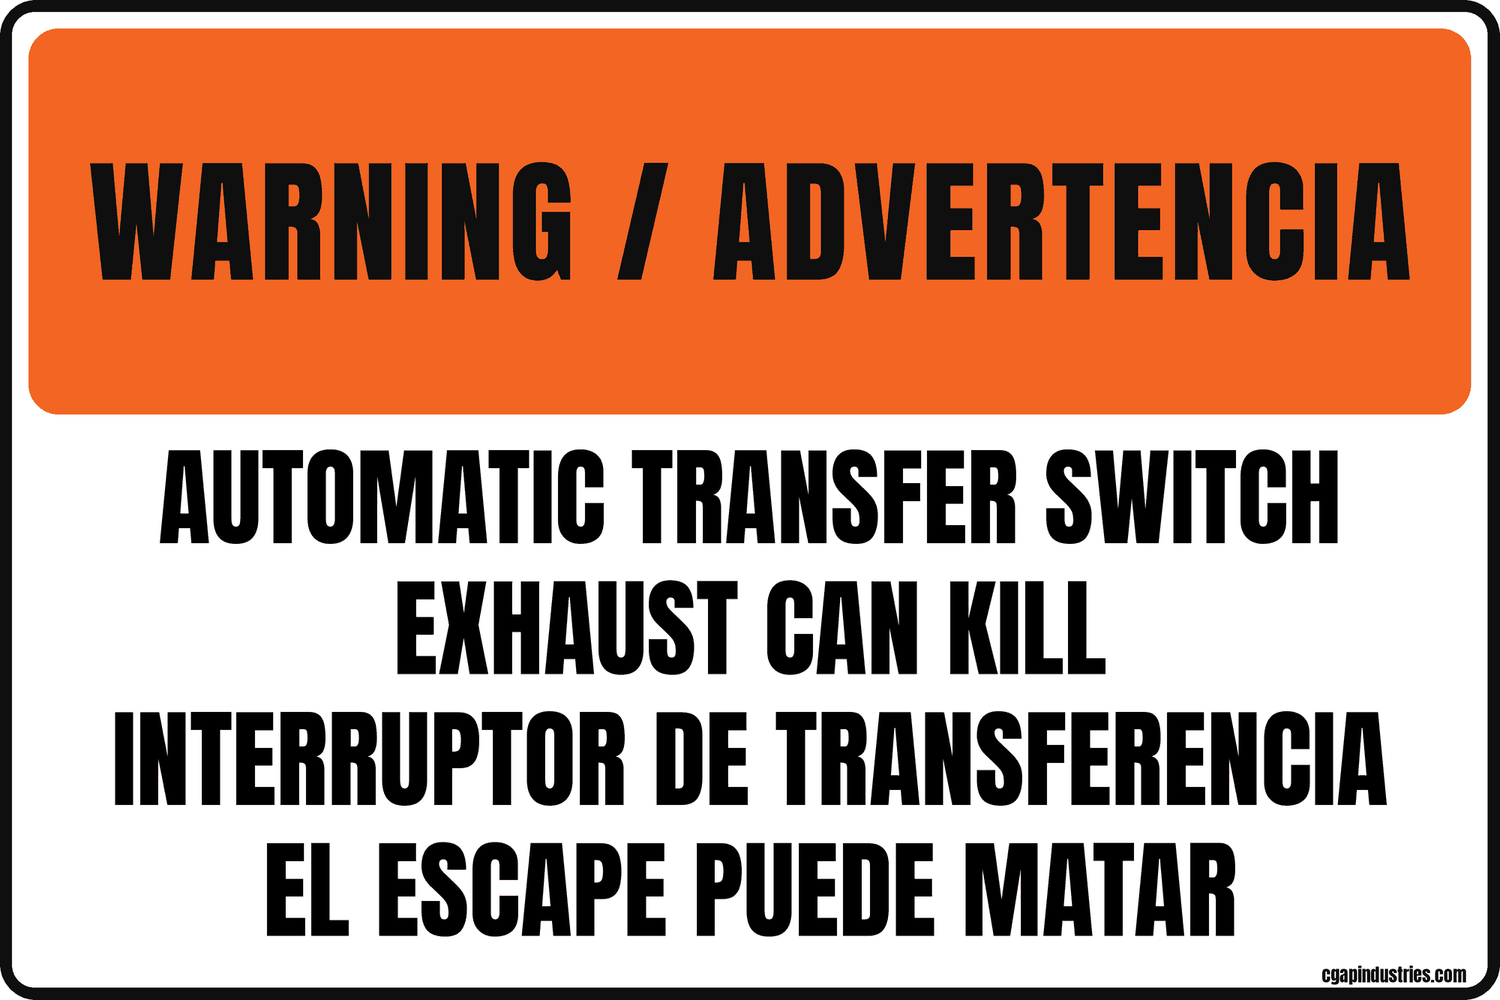 WARNING / ADVERTENCIA
AUTOMATIC TRANSFER SWITCH
EXHAUST CAN KILL
INTERRUPTOR DE TRANSFERENCIA
EL ESCAPE PUEDE MATAR
cgapindustries.com